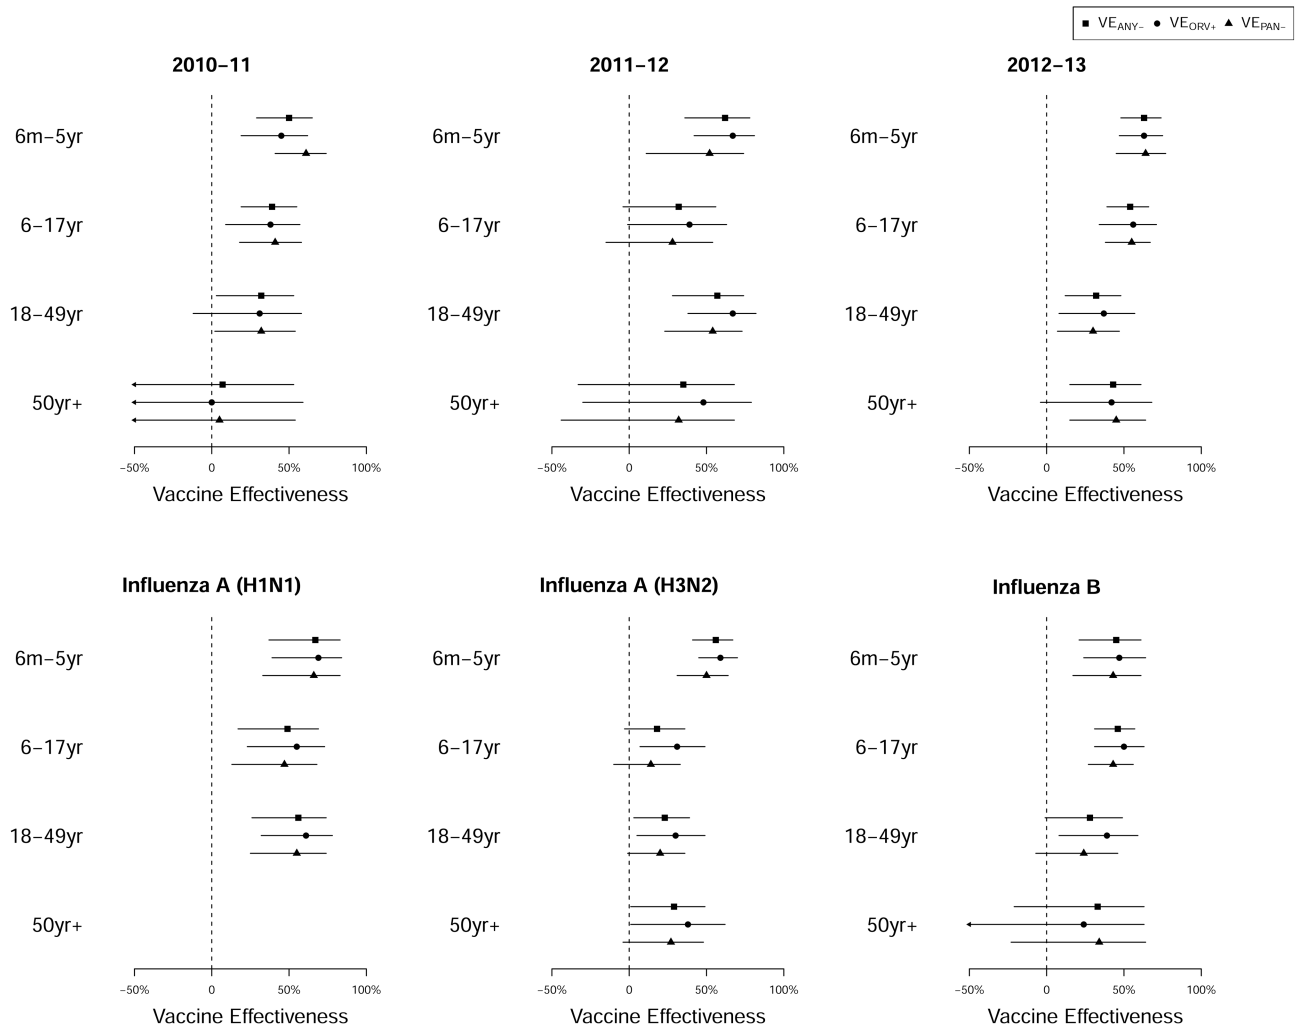 VEANY− VEORV+ VEPAN−
2010−11 2011−12 2012−13
6m−5yr 6m−5yr 6m−5yr
6−17yr 6−17yr 6−17yr
18−49yr 18−49yr 18−49yr
50yr+ 50yr+ 50yr+
−50% 0 50% 100% −50% 0 50% 100% −50% 0 50% 100%
Vaccine Effectiveness Vaccine Effectiveness Vaccine Effectiveness
Influenza A (H1N1) Influenza A (H3N2) Influenza B
6m−5yr 6m−5yr 6m−5yr
6−17yr 6−17yr 6−17yr
18−49yr 18−49yr 18−49yr
50yr+ 50yr+ 50yr+
−50% 0 50% 100% −50% 0 50% 100% −50% 0 50% 100%
Vaccine Effectiveness Vaccine Effectiveness Vaccine Effectiveness